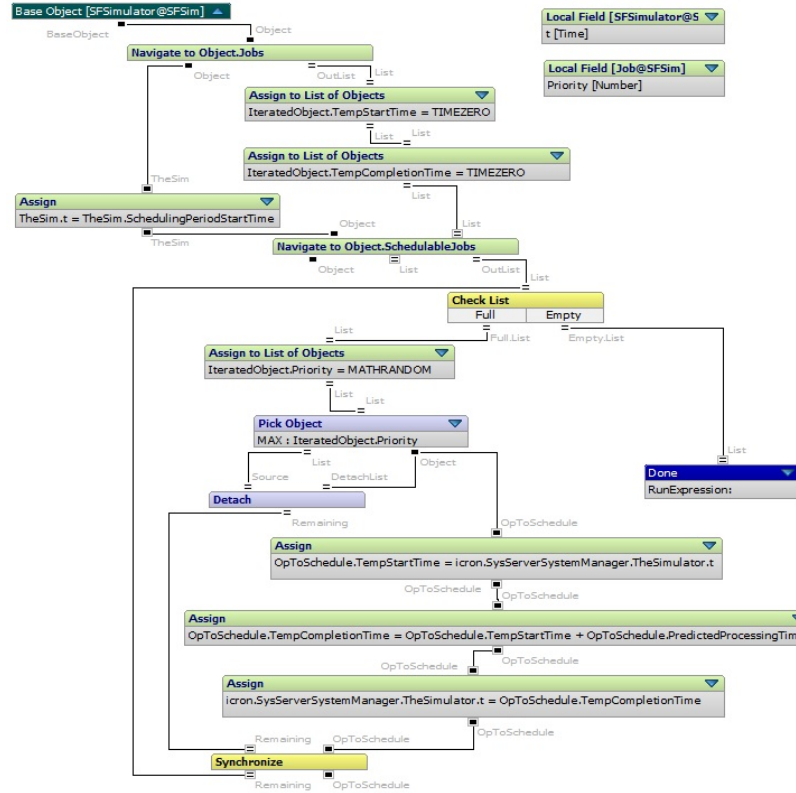 Base Object [SFSimulator@SFSim]
Local Field [SFSimulator@S
t [Time]
BaseObject
Object
Navigate to Object.Jobs
Object
OutList
List
Local Field [Job@SFSim]
Priority [Number]
Assign to List of Objects
IteratedObject.TempStartTime = TIMEZERO
List
List
Assign to List of Objects
IteratedObject.TempCompletionTime = TIMEZERO
TheSim
List
Assign
TheSim.t = TheSim.SchedulingPeriodStartTime
Object
List
TheSim
Navigate to Object.SchedulableJobs
Object
List
OutList
List
Check List
Full
Empty
List
Full.List
Empty.List
Assign to List of Objects
IteratedObject.Priority = MATHRANDOM
List
List
Pick Object
MAX : IteratedObject.Priority
List
Object
List
Source
DetachList
Done
RunExpression:
Detach
Remaining
OpToSchedule
Assign
OpToSchedule.TempStartTime = icron.SysServerSystemManager.TheSimulator.t
OpToSchedule
OpToSchedule
Assign
OpToSchedule.TempCompletionTime = OpToSchedule.TempStartTime + OpToSchedule.PredictedProcessingTim
OpToSchedule
OpToSchedule
Assign
icron.SysServerSystemManager.TheSimulator.t = OpToSchedule.TempCompletionTime
OpToSchedule
Remaining
OpToSchedule
Synchronize
Remaining
OpToSchedule